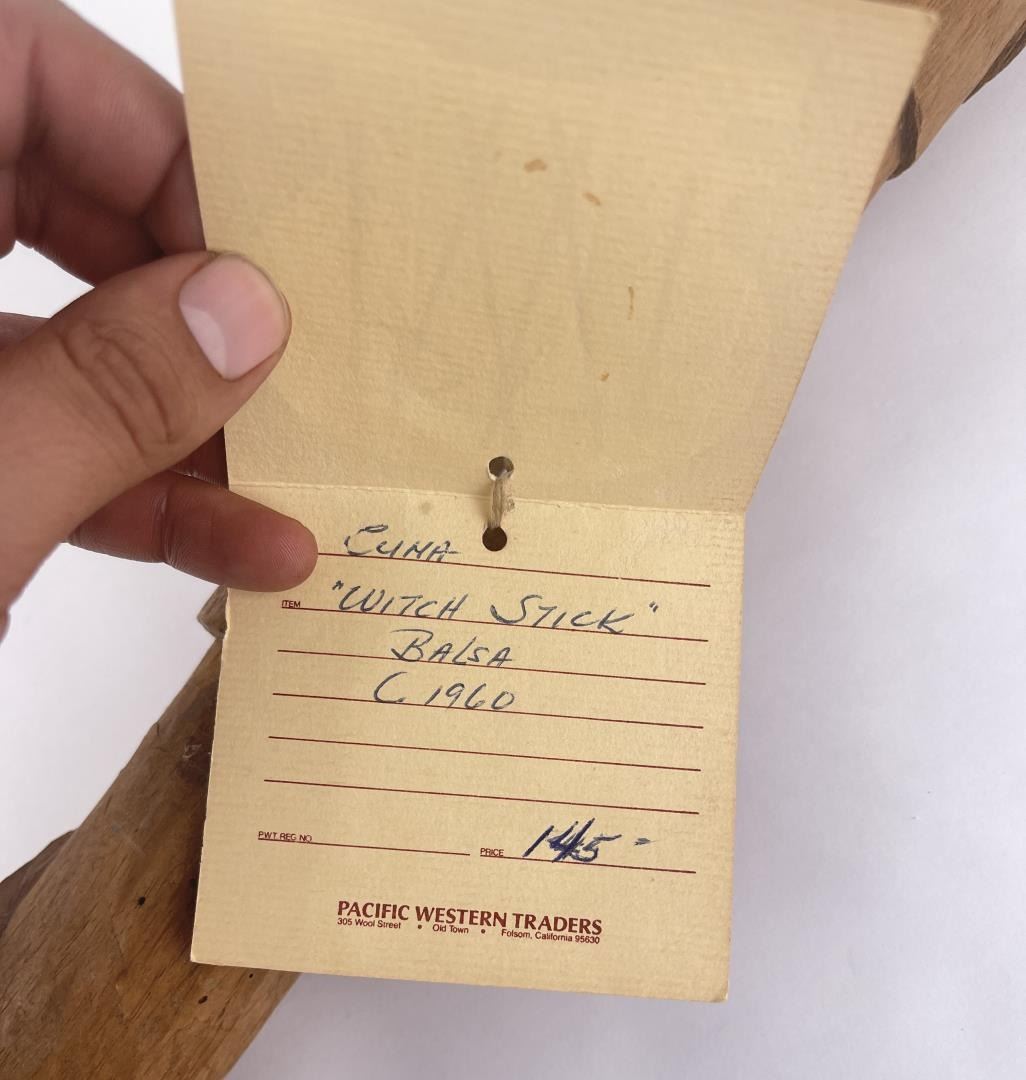 CUNA
ITEM "WITCH STICK"
BALSA
C. 1960
PWT REG NO
PRICE 145=
PACIFIC WESTERN TRADERS
305 Wool Street • Old Town • Folsom, California 95630